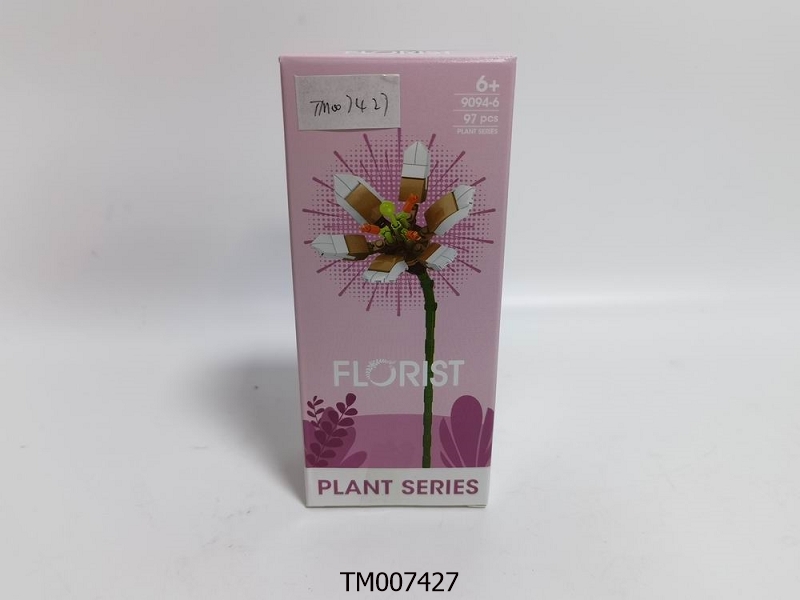 TM007427
6+
9094-6
97 pcs
PLANT SERIES
FLORIST
PLANT SERIES
TM007427